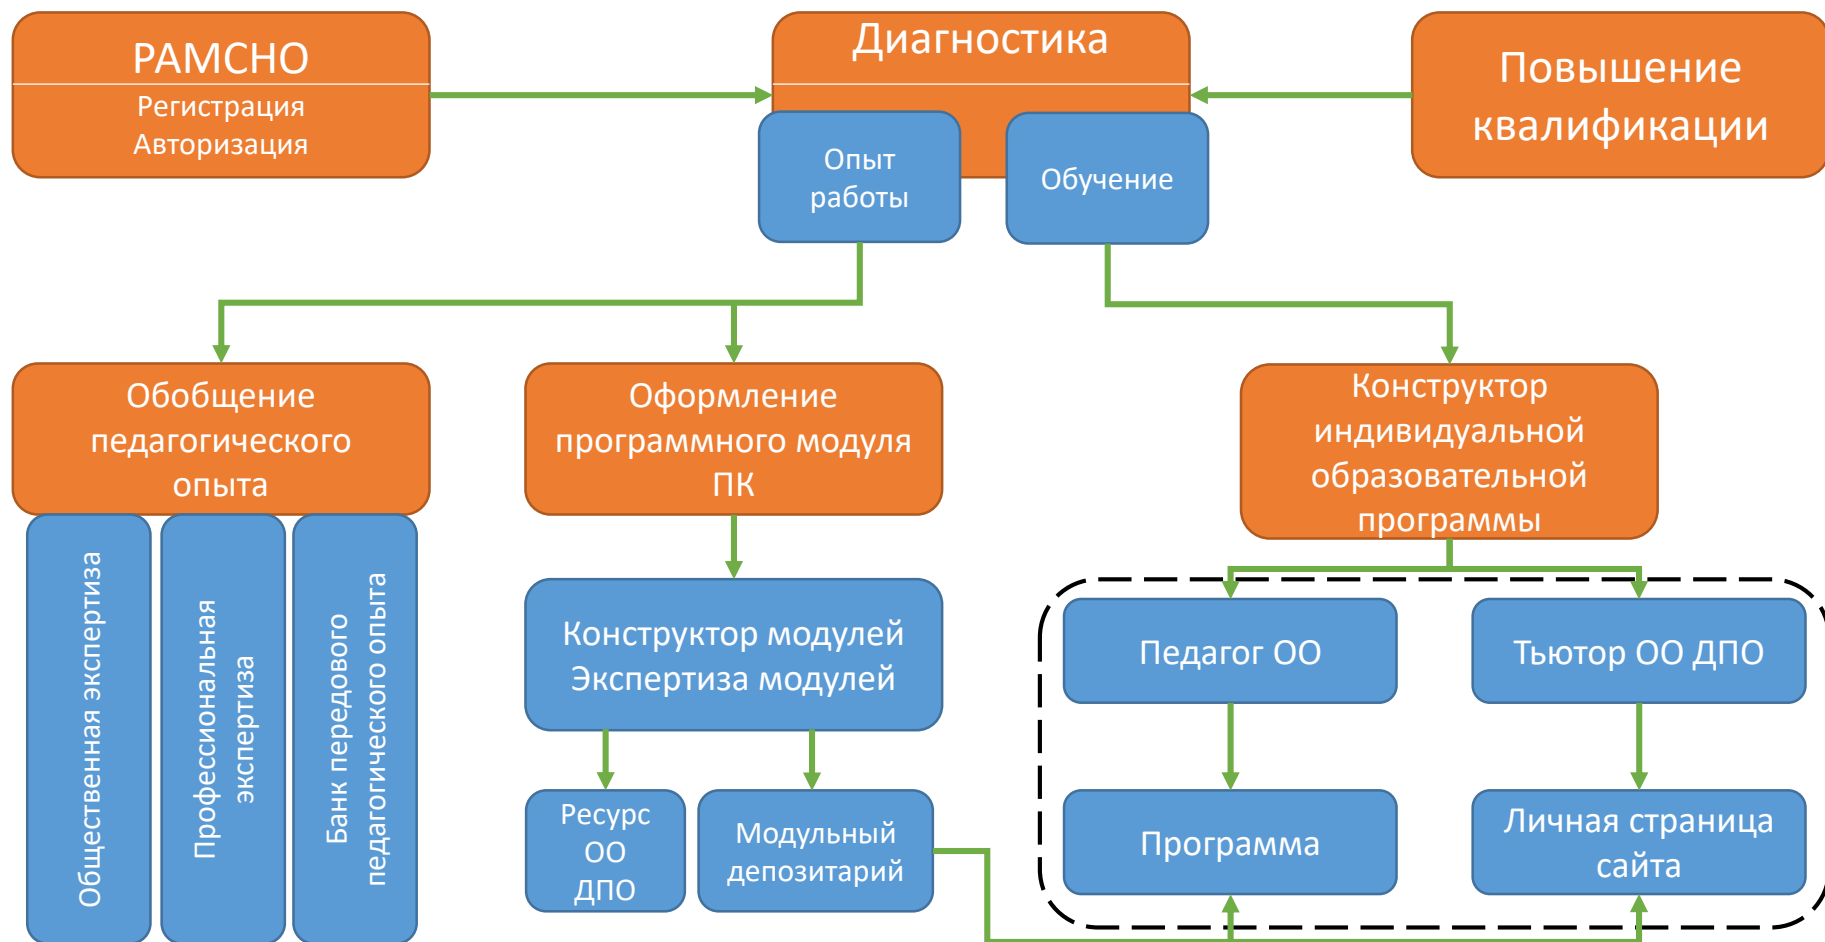 РАМСНО
Регистрация
Авторизация
Диагностика
Повышение
квалификации
Опыт
работы
Обучение
Обобщение
педагогического
опыта
Оформление
программного модуля
ПК
Конструктор
индивидуальной
образовательной
программы
Общественная экспертиза
Профессиональная
экспертиза
Банк передового
педагогического опыта
Конструктор модулей
Экспертиза модулей
Педагог ОО
Тьютор ОО ДПО
Ресурс
ОО
ДПО
Модульный
депозитарий
Программа
Личная страница
сайта